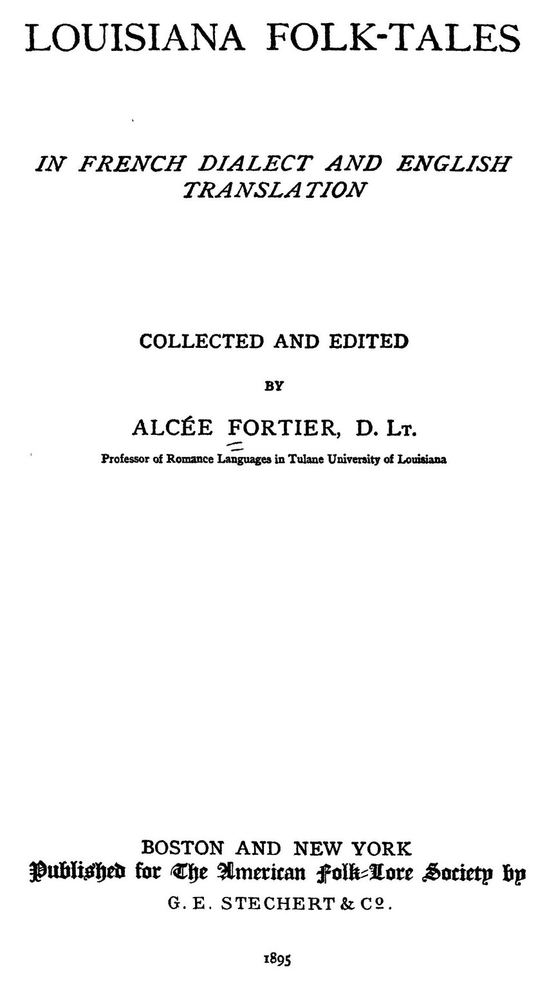 LOUISIANA FOLK-TALES
IN FRENCH DIALECT AND ENGLISH
TRANSLATION
COLLECTED AND EDITED
BY
ALCÉE FORTIER, D. LT.
Professor of Romance Languages in Tulane University of Louisiana
BOSTON AND NEW YORK
Published for The American Folk-Lore Society by
G. E. STECHERT & Cº.
1895